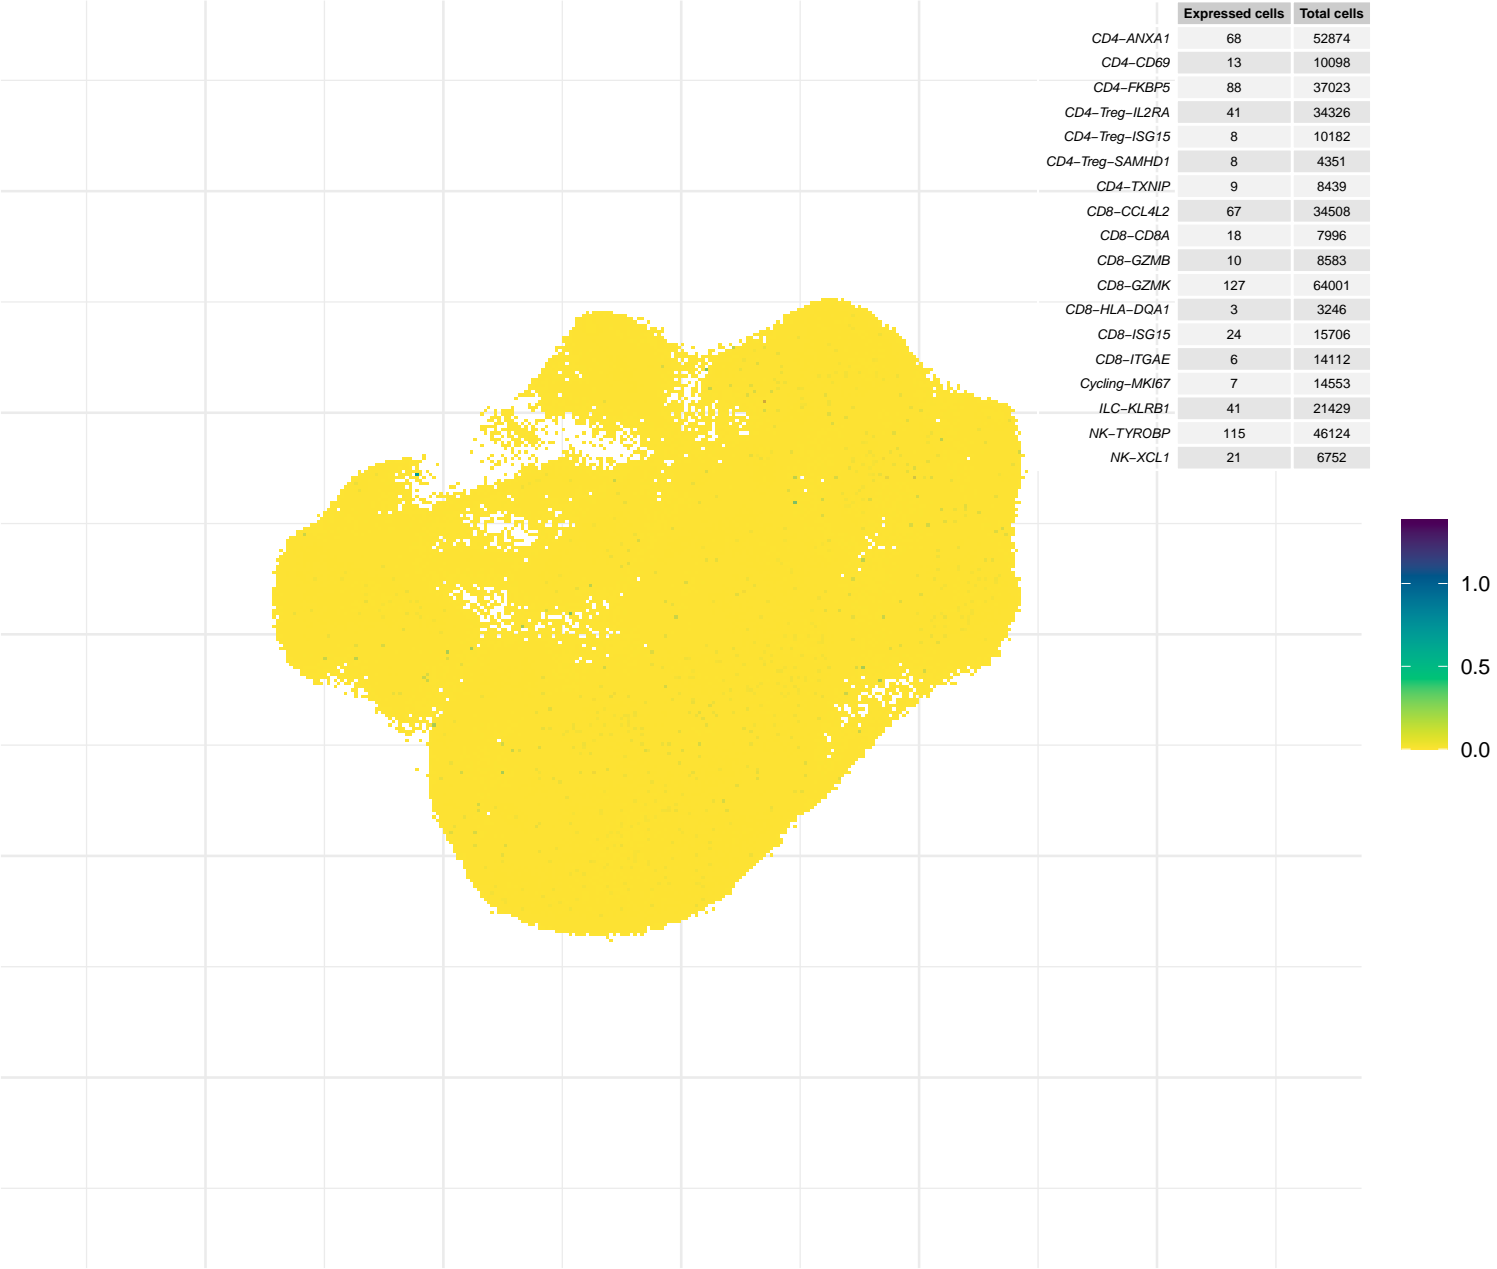 Expressed cells Total cells
CD4−ANXA1 68 52874
CD4−CD69 13 10098
CD4−FKBP5 88 37023
CD4−Treg−IL2RA 41 34326
CD4−Treg−ISG15 8 10182
CD4−Treg−SAMHD1 8 4351
CD4−TXNIP 9 8439
CD8−CCL4L2 67 34508
CD8−CD8A 18 7996
CD8−GZMB 10 8583
CD8−GZMK 127 64001
CD8−HLA−DQA1 3 3246
CD8−ISG15 24 15706
CD8−ITGAE 6 14112
Cycling−MKI67 7 14553
ILC−KLRB1 41 21429
NK−TYROBP 115 46124
NK−XCL1 21 6752
1.0
0.5
0.0